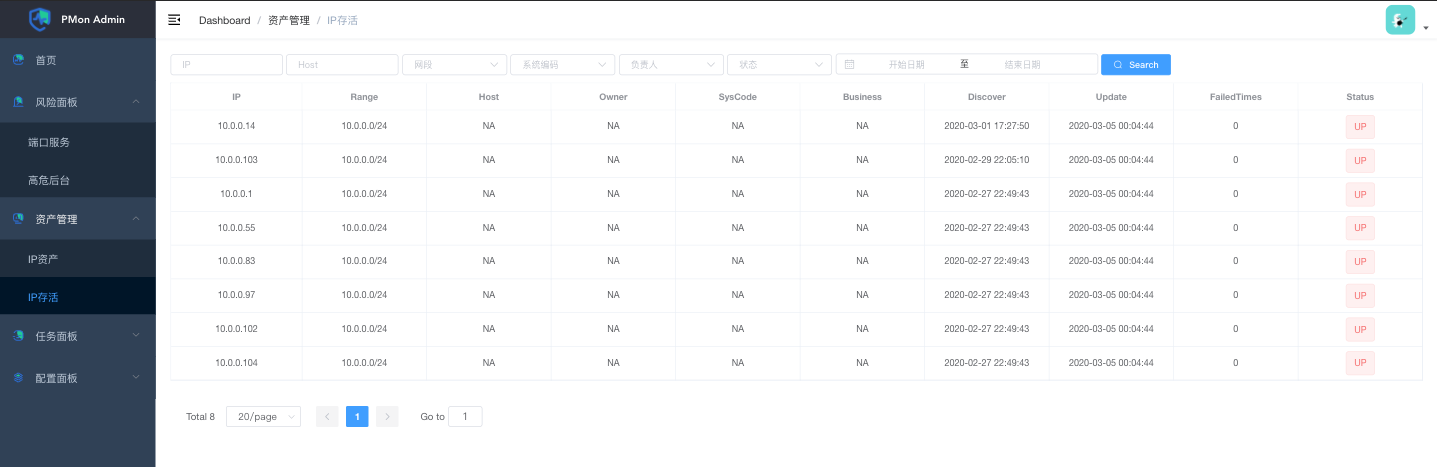 PMon Admin
Dashboard / 资产管理 / IP存活
首页
风险面板
端口服务
高危后台
资产管理
IP资产
IP存活
任务面板
配置面板
IP Host 网段 系统编码 负责人 状态 开始日期 至 结束日期 Search
IP Range Host Owner SysCode Business Discover Update FailedTimes Status
10.0.0.14 10.0.0.0/24 NA NA NA NA 2020-03-01 17:27:50 2020-03-05 00:04:44 0 UP
10.0.0.103 10.0.0.0/24 NA NA NA NA 2020-02-29 22:05:10 2020-03-05 00:04:44 0 UP
10.0.0.1 10.0.0.0/24 NA NA NA NA 2020-02-27 22:49:43 2020-03-05 00:04:44 0 UP
10.0.0.55 10.0.0.0/24 NA NA NA NA 2020-02-27 22:49:43 2020-03-05 00:04:44 0 UP
10.0.0.83 10.0.0.0/24 NA NA NA NA 2020-02-27 22:49:43 2020-03-05 00:04:44 0 UP
10.0.0.97 10.0.0.0/24 NA NA NA NA 2020-02-27 22:49:43 2020-03-05 00:04:44 0 UP
10.0.0.102 10.0.0.0/24 NA NA NA NA 2020-02-27 22:49:43 2020-03-05 00:04:44 0 UP
10.0.0.104 10.0.0.0/24 NA NA NA NA 2020-02-27 22:49:43 2020-03-05 00:04:44 0 UP
Total 8 20/page 1 Go to 1